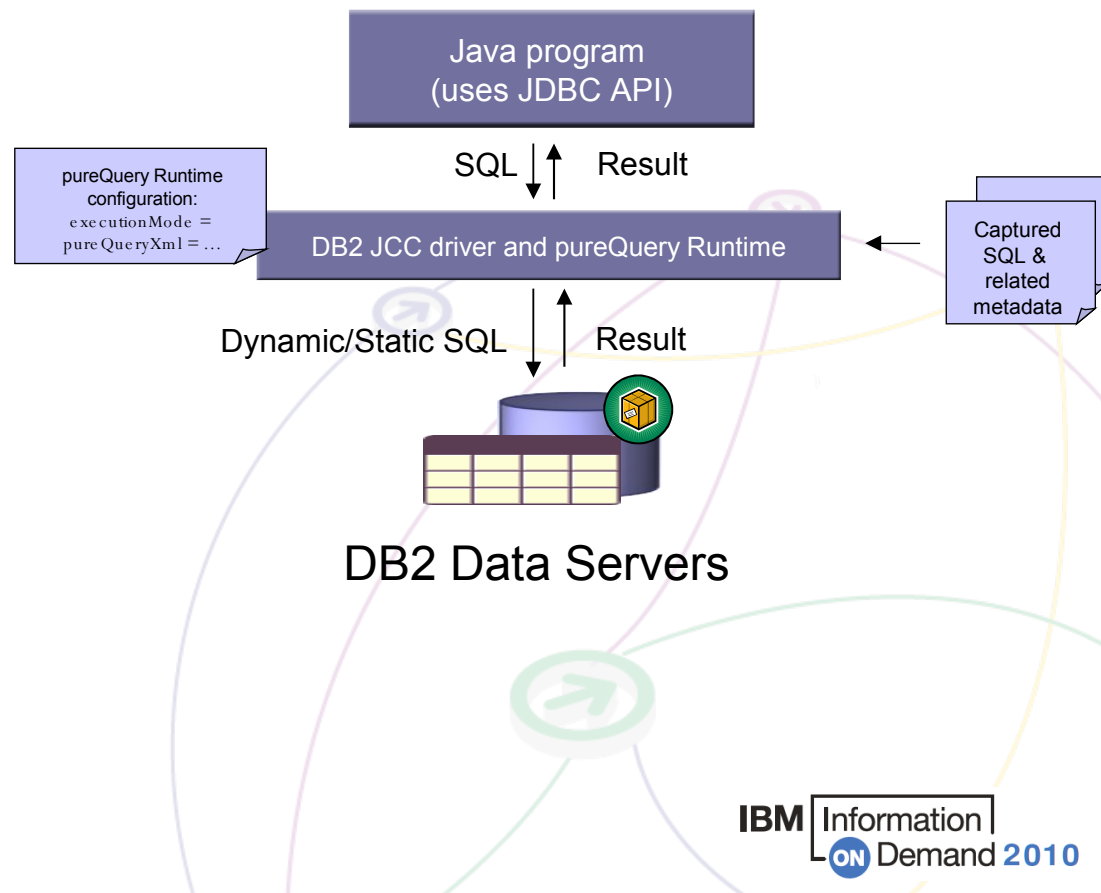 Java program
(uses JDBC API)
SQL
Result
pureQuery Runtime
configuration:
executionMode =
pureQueryXml = …
DB2 JCC driver and pureQuery Runtime
Captured
SQL &
related
metadata
Dynamic/Static SQL
Result
DB2 Data Servers
IBM Information
ON Demand 2010